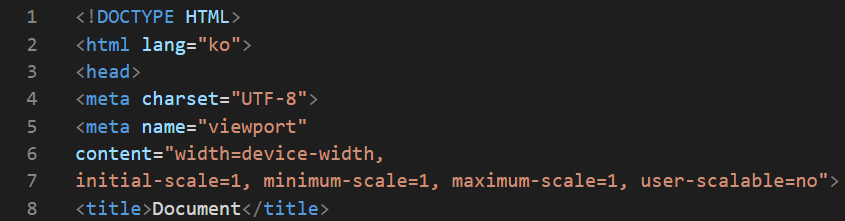 1 <!DOCTYPE HTML>
2 <html lang="ko">
3 <head>
4 <meta charset="UTF-8">
5 <meta name="viewport"
6 content="width=device-width,
7 initial-scale=1, minimum-scale=1, maximum-scale=1, user-scalable=no">
8 <title>Document</title>